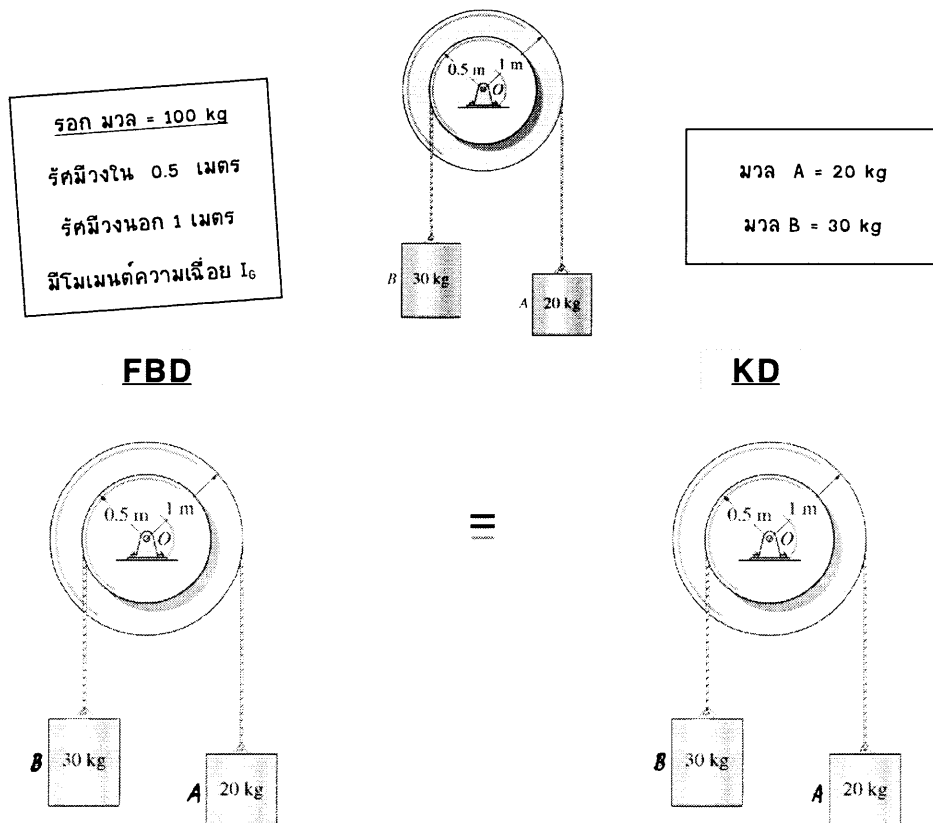 0.5 m
1 m
O
B
30 kg
A
20 kg
รอก มวล = 100 kg
รัศมีวงใน 0.5 เมตร
รัศมีวงนอก 1 เมตร
มีโมเมนต์ความเฉื่อย I_G
มวล A = 20 kg
มวล B = 30 kg
FBD
KD
0.5 m
1 m
O
B
30 kg
A
20 kg
=
0.5 m
1 m
O
B
30 kg
A
20 kg